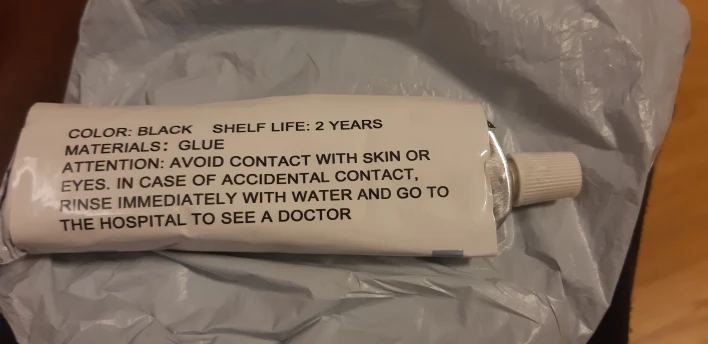 COLOR: BLACK SHELF LIFE: 2 YEARS
MATERIALS: GLUE
ATTENTION: AVOID CONTACT WITH SKIN OR
EYES. IN CASE OF ACCIDENTAL CONTACT,
RINSE IMMEDIATELY WITH WATER AND GO TO
THE HOSPITAL TO SEE A DOCTOR